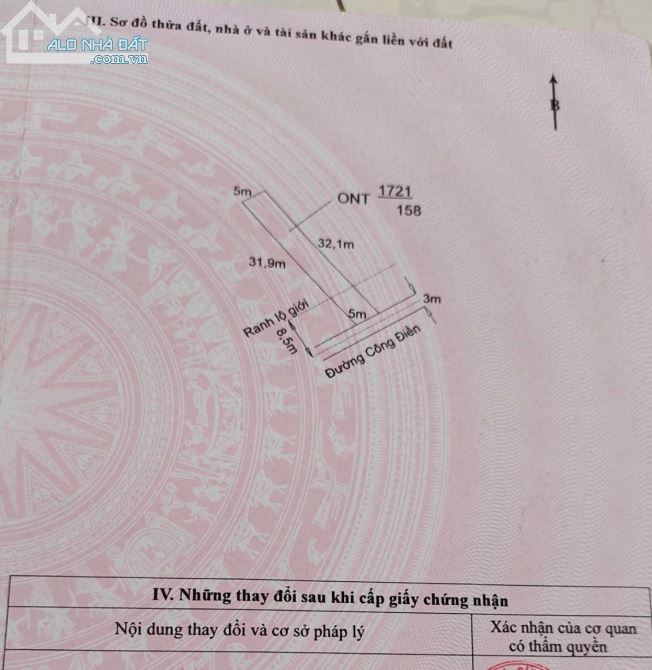 III. Sơ đồ thửa đất, nhà ở và tài sản khác gắn liền với đất
ALO NHÀ ĐẤT
.com.vn
B
5m
ONT 1721
158
32,1m
31,9m
3m
Ranh lộ giới
5m
8,5m
Đường Công Điền
IV. Những thay đổi sau khi cấp giấy chứng nhận
Nội dung thay đổi và cơ sở pháp lý
Xác nhận của cơ quan
có thẩm quyền